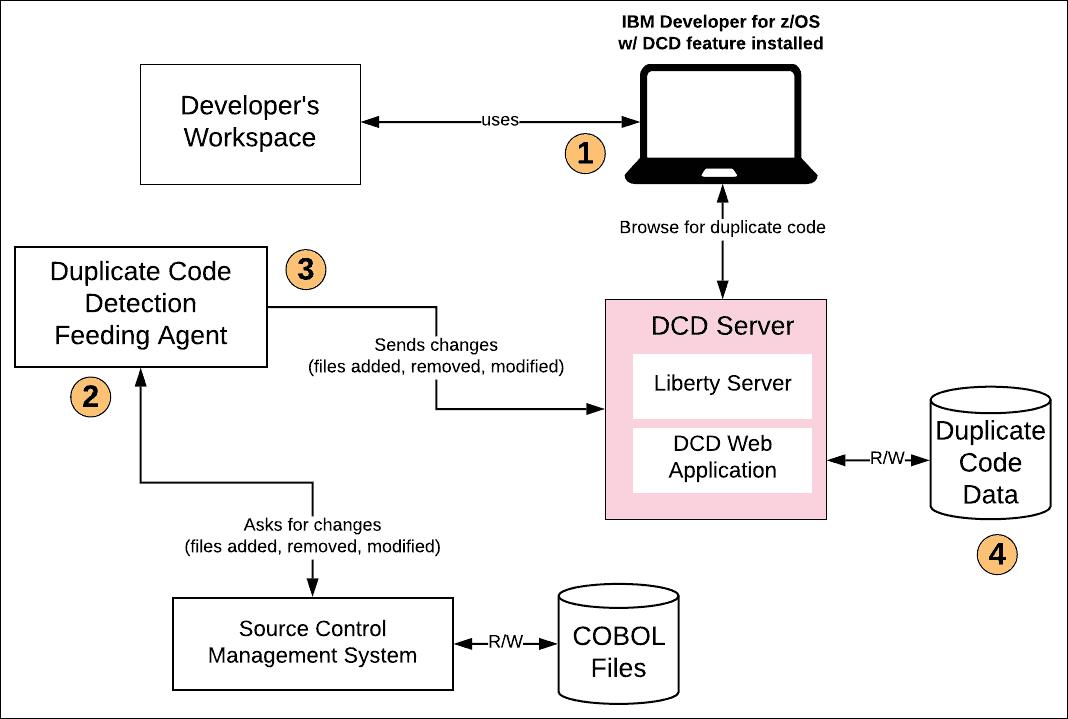 IBM Developer for z/OS
w/ DCD feature installed
Developer's
Workspace
uses
1
Browse for duplicate code
Duplicate Code
Detection
Feeding Agent
3
2
Sends changes
(files added, removed, modified)
DCD Server
Liberty Server
DCD Web
Application
R/W
Duplicate
Code
Data
4
Asks for changes
(files added, removed, modified)
Source Control
Management System
R/W
COBOL
Files